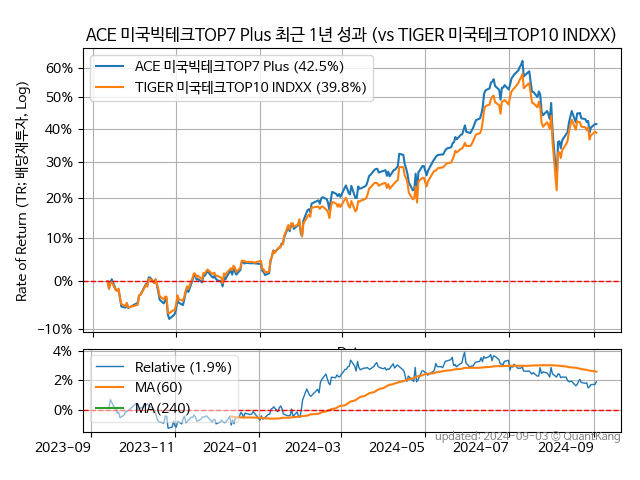 ACE 미국빅테크TOP7 Plus 최근 1년 성과 (vs TIGER 미국테크TOP10 INDXX)
ACE 미국빅테크TOP7 Plus (42.5%)
TIGER 미국테크TOP10 INDXX (39.8%)
Rate of Return (TR: 배당재투자, Log)
60%
50%
40%
30%
20%
10%
0%
−10%
4%
2%
0%
Relative (1.9%)
MA(60)
MA(240)
2023-09
2023-11
2024-01
2024-03
2024-05
2024-07
2024-09
updated: 2024-09-03 © QuantKang